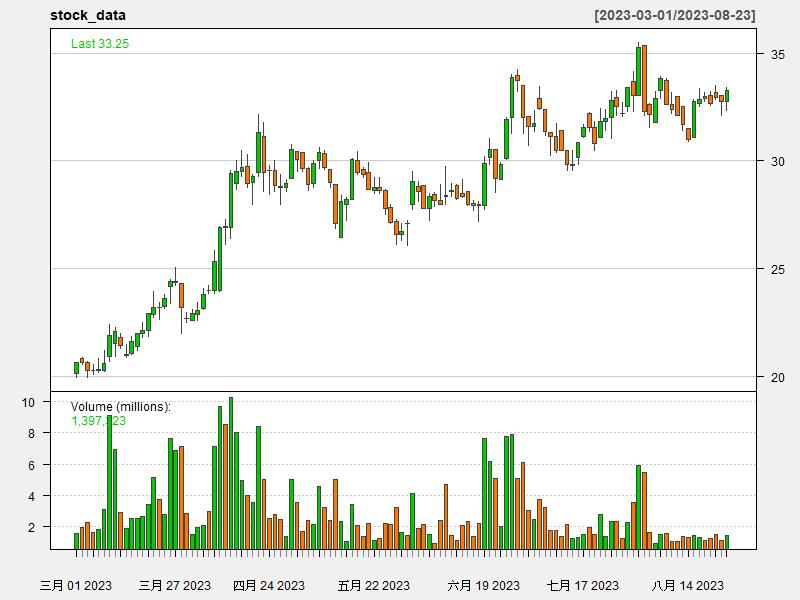 stock_data
[2023-03-01/2023-08-23]
Last 33.25
35
30
25
20
Volume (millions):
10
8
6
4
2
三月 01 2023
三月 27 2023
四月 24 2023
五月 22 2023
六月 19 2023
七月 17 2023
八月 14 2023